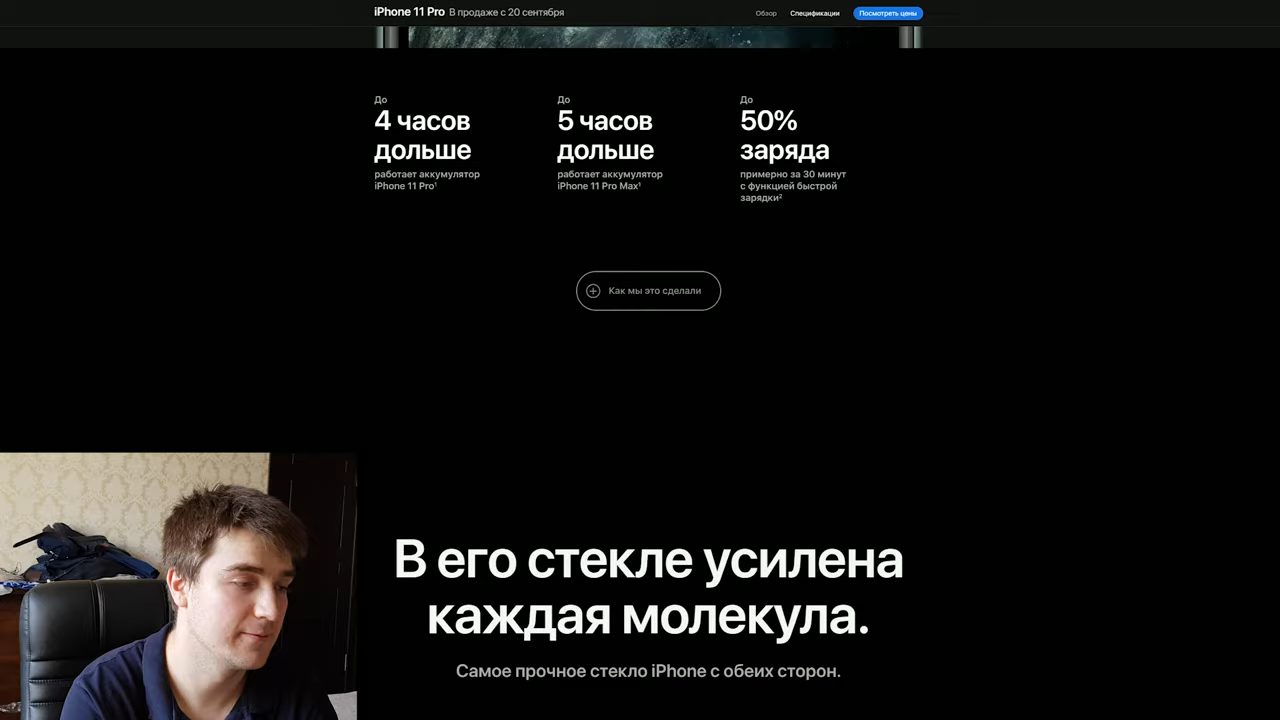 iPhone 11 Pro В продаже с 20 сентября
Обзор Спецификации Посмотреть цены
До
4 часов
дольше
работает аккумулятор
iPhone 11 Pro¹
До
5 часов
дольше
работает аккумулятор
iPhone 11 Pro Max¹
До
50%
заряда
примерно за 30 минут
с функцией быстрой
зарядки²
Как мы это сделали
В его стекле усилена
каждая молекула.
Самое прочное стекло iPhone с обеих сторон.